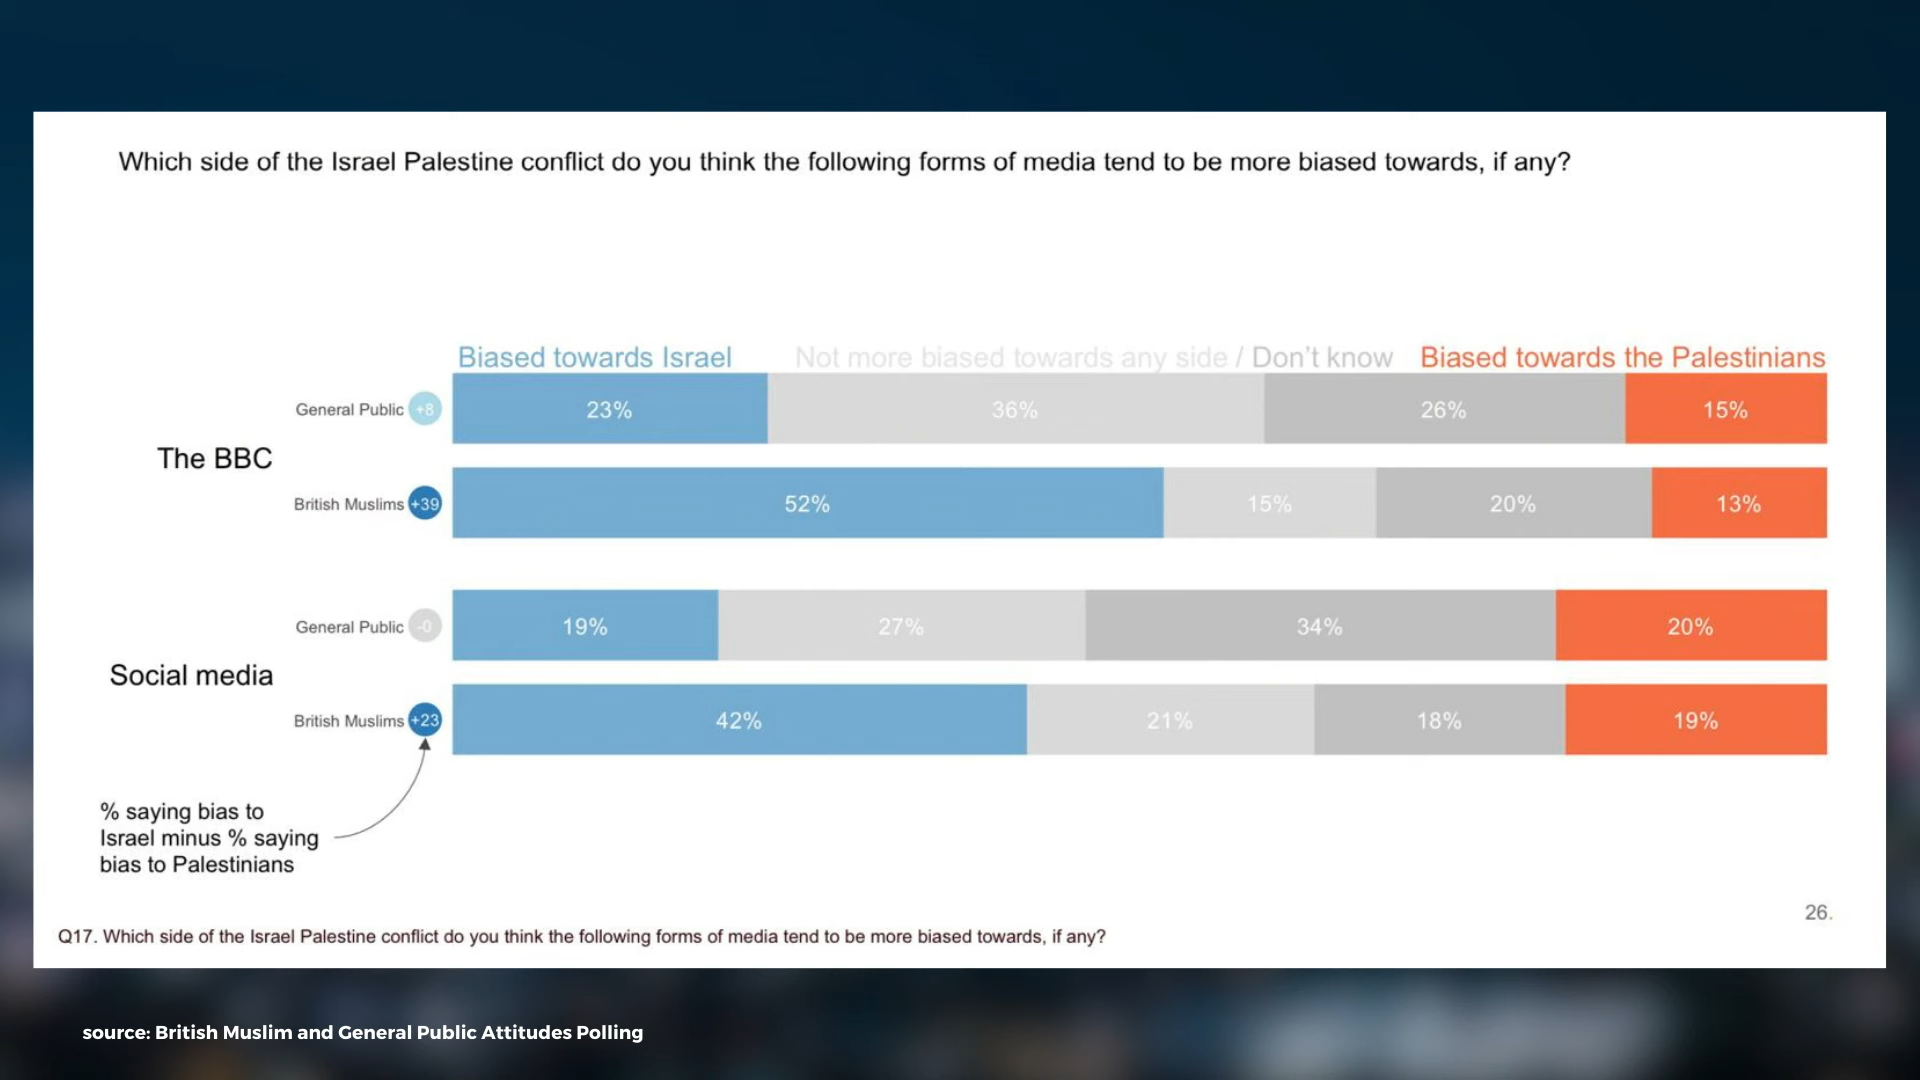 Which side of the Israel Palestine conflict do you think the following forms of media tend to be more biased towards, if any?
Biased towards Israel Not more biased towards any side / Don't know Biased towards the Palestinians
General Public +8 23% 36% 26% 15%
The BBC
British Muslims +39 52% 15% 20% 13%
General Public -0 19% 27% 34% 20%
Social media
British Muslims +23 42% 21% 18% 19%
% saying bias to
Israel minus % saying
bias to Palestinians
26.
Q17. Which side of the Israel Palestine conflict do you think the following forms of media tend to be more biased towards, if any?
source: British Muslim and General Public Attitudes Polling